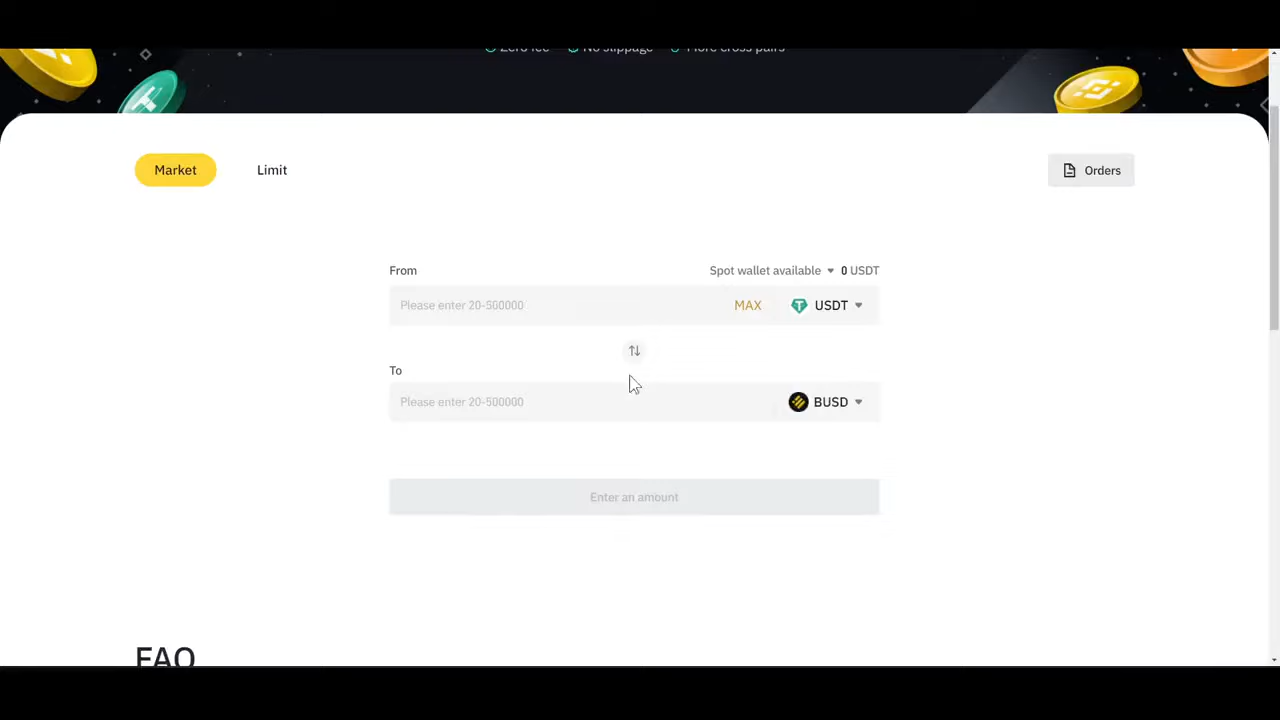 Zero fee No slippage More cross pairs
Market Limit Orders
From Spot wallet available 0 USDT
Please enter 20-500000 MAX USDT
To
Please enter 20-500000 BUSD
Enter an amount
FAQ